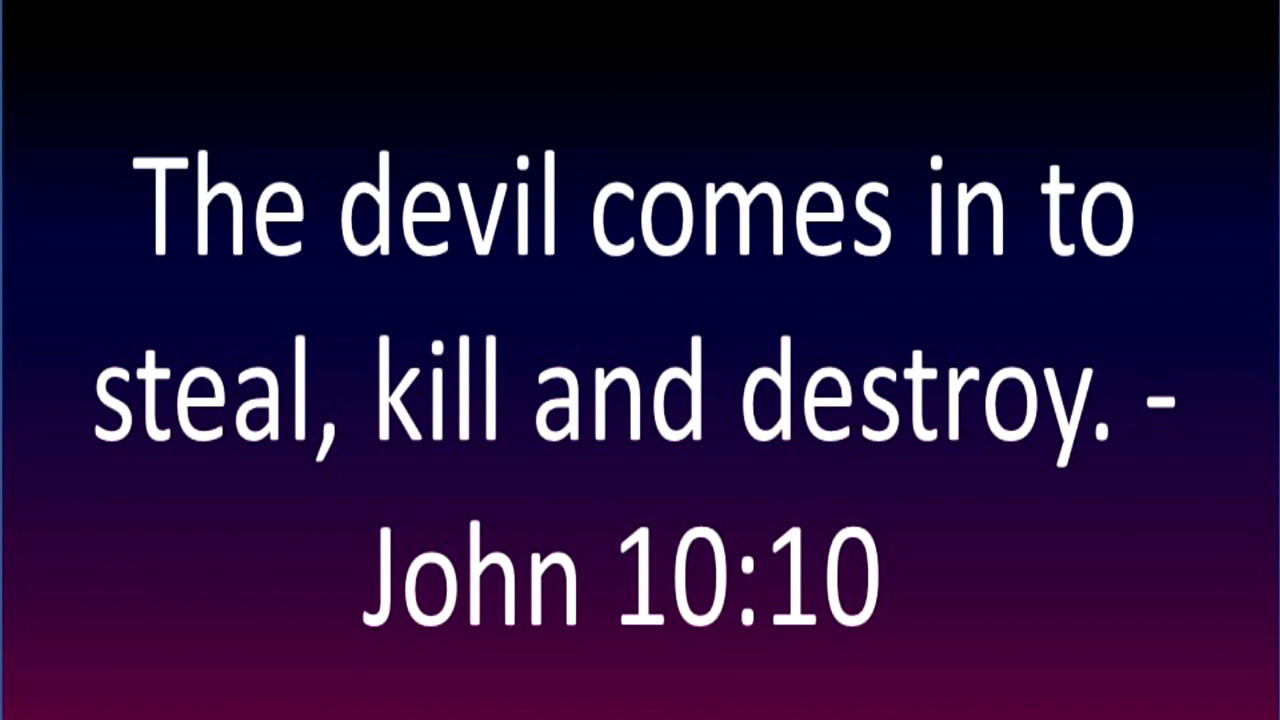 The devil comes in to
steal, kill and destroy. -
John 10:10